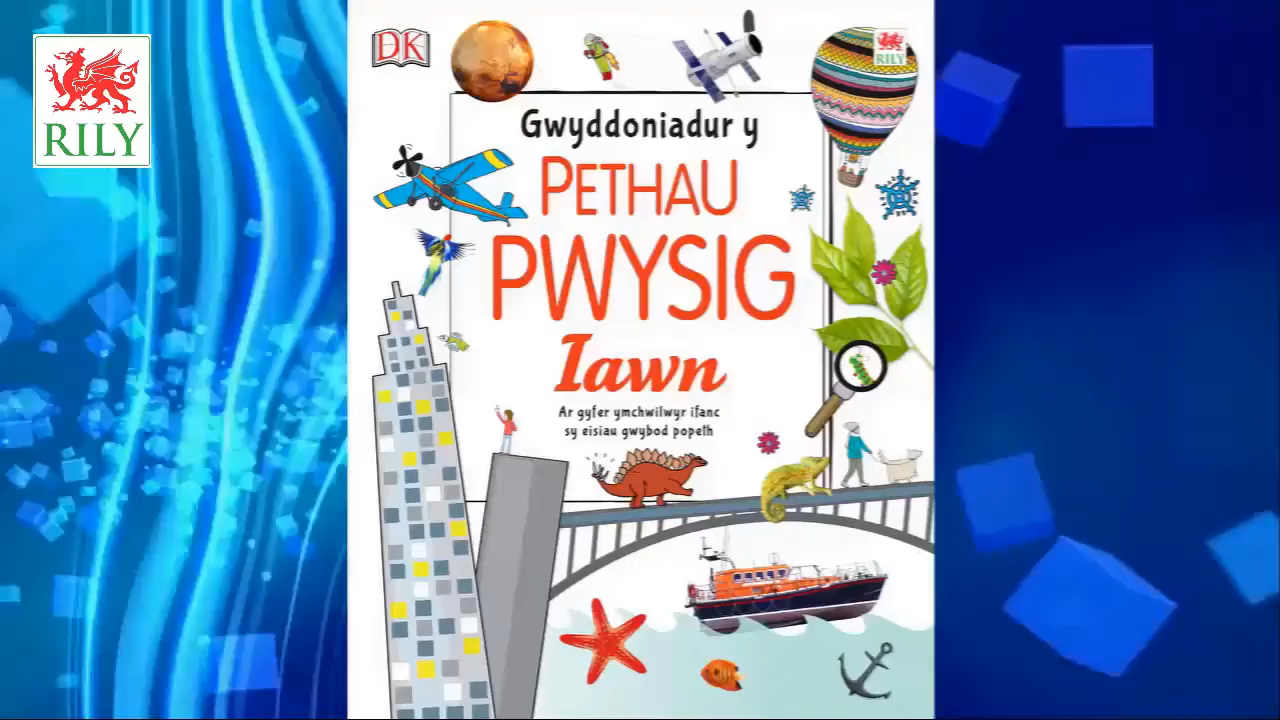 RILY
DK
RILY
Gwyddoniadur y
PETHAU
PWYSIG
Iawn
Ar gyfer ymchwilwyr ifanc
sy eisiau gwybod popeth